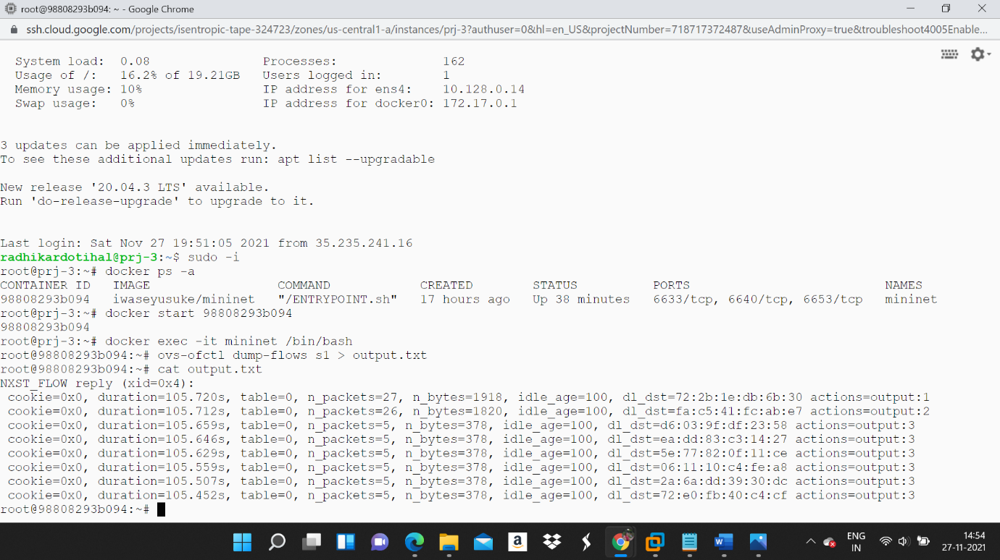 root@98808293b094: ~ - Google Chrome
ssh.cloud.google.com/projects/isentropic-tape-324723/zones/us-central1-a/instances/prj-3?authuser=0&hl=en_US&projectNumber=718717372487&useAdminProxy=true&troubleshoot4005Enable...
System load: 0.08 Processes: 162
Usage of /: 16.2% of 19.21GB Users logged in: 1
Memory usage: 10% IP address for ens4: 10.128.0.14
Swap usage: 0% IP address for docker0: 172.17.0.1
3 updates can be applied immediately.
To see these additional updates run: apt list --upgradable
New release '20.04.3 LTS' available.
Run 'do-release-upgrade' to upgrade to it.
Last login: Sat Nov 27 19:51:05 2021 from 35.235.241.16
radhikardotihal@prj-3:~$ sudo -i
root@prj-3:~# docker ps -a
CONTAINER ID IMAGE COMMAND CREATED STATUS PORTS NAMES
98808293b094 iwaseyusuke/mininet "/ENTRYPOINT.sh" 17 hours ago Up 38 minutes 6633/tcp, 6640/tcp, 6653/tcp mininet
root@prj-3:~# docker start 98808293b094
98808293b094
root@prj-3:~# docker exec -it mininet /bin/bash
root@98808293b094:~# ovs-ofctl dump-flows s1 > output.txt
root@98808293b094:~# cat output.txt
NXST_FLOW reply (xid=0x4):
cookie=0x0, duration=105.720s, table=0, n_packets=27, n_bytes=1918, idle_age=100, dl_dst=72:2b:1e:db:6b:30 actions=output:1
cookie=0x0, duration=105.712s, table=0, n_packets=26, n_bytes=1820, idle_age=100, dl_dst=fa:c5:41:fc:ab:e7 actions=output:2
cookie=0x0, duration=105.659s, table=0, n_packets=5, n_bytes=378, idle_age=100, dl_dst=d6:03:9f:df:23:58 actions=output:3
cookie=0x0, duration=105.646s, table=0, n_packets=5, n_bytes=378, idle_age=100, dl_dst=ea:dd:83:c3:14:27 actions=output:3
cookie=0x0, duration=105.629s, table=0, n_packets=5, n_bytes=378, idle_age=100, dl_dst=5e:77:82:0f:11:ce actions=output:3
cookie=0x0, duration=105.559s, table=0, n_packets=5, n_bytes=378, idle_age=100, dl_dst=06:11:10:c4:fe:a8 actions=output:3
cookie=0x0, duration=105.507s, table=0, n_packets=5, n_bytes=378, idle_age=100, dl_dst=2a:6a:dd:39:30:dc actions=output:3
cookie=0x0, duration=105.452s, table=0, n_packets=5, n_bytes=378, idle_age=100, dl_dst=72:e0:fb:40:c4:cf actions=output:3
root@98808293b094:~#
ENG
IN
14:54
27-11-2021